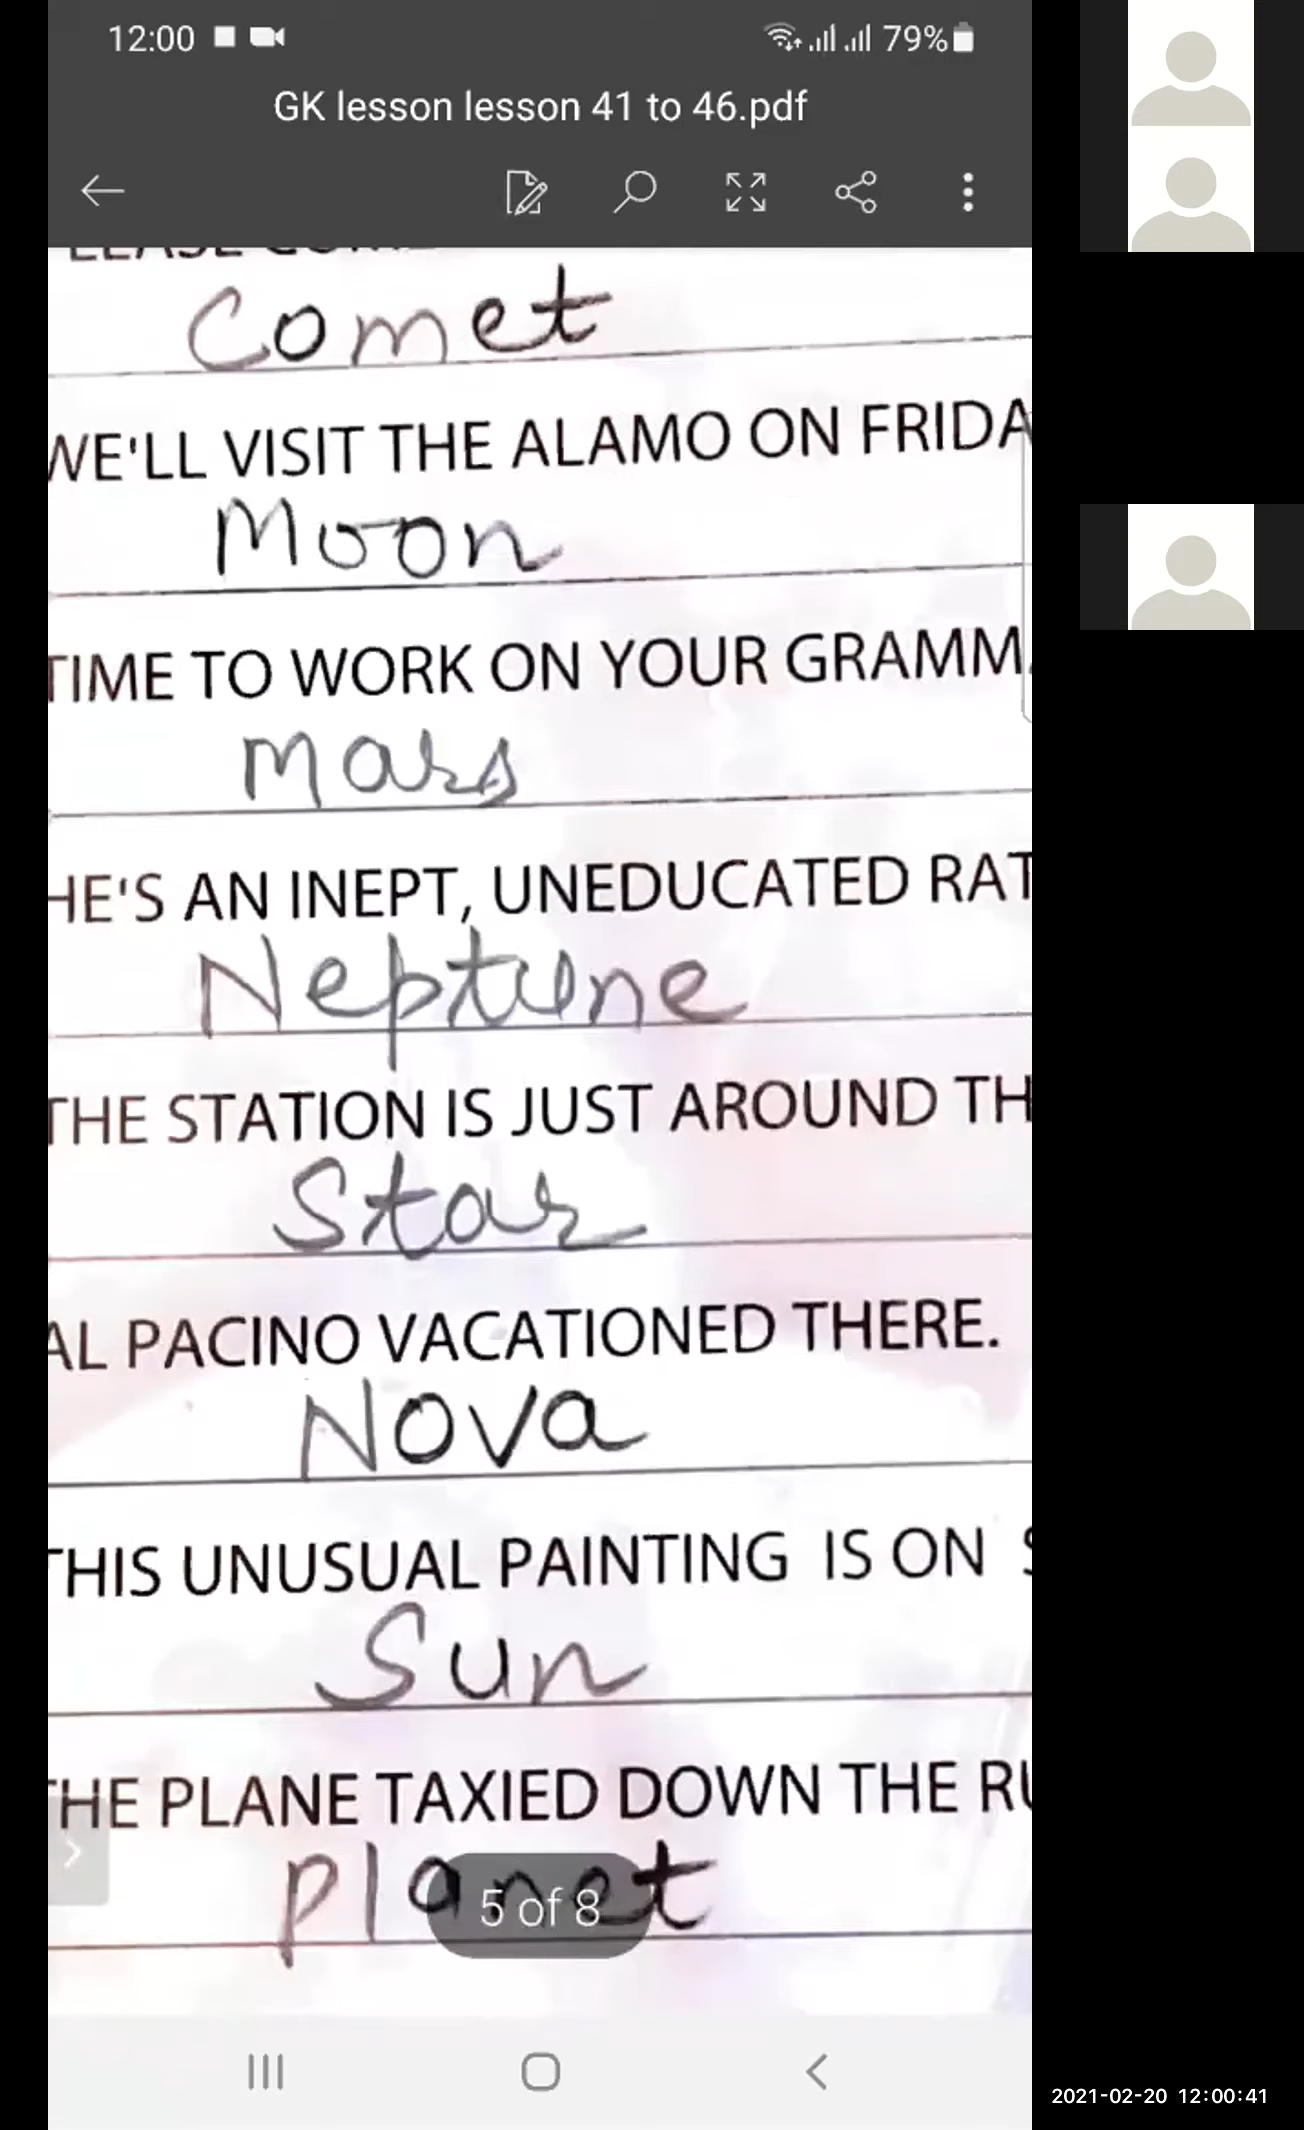 12:00 79%
GK lesson lesson 41 to 46.pdf
Comet
WE'LL VISIT THE ALAMO ON FRIDA
Moon
TIME TO WORK ON YOUR GRAMM
Mars
HE'S AN INEPT, UNEDUCATED RAT
Neptune
THE STATION IS JUST AROUND TH
Star
AL PACINO VACATIONED THERE.
Nova
THIS UNUSUAL PAINTING IS ON S
Sun
THE PLANE TAXIED DOWN THE RU
Planet
5 of 8
2021-02-20 12:00:41